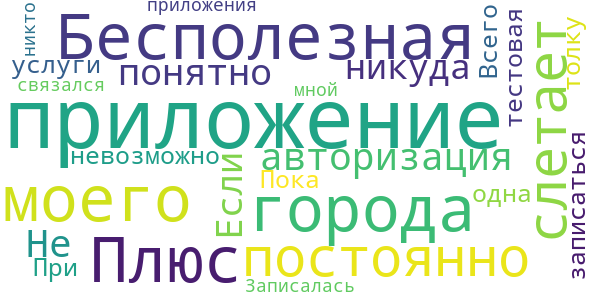 никто
приложения
Бесполезная
Всего
тестовая
толку
услуги
понятно
никуда
связался
мной
слетает
приложение
невозможно
авторизация
Если
Пока
записаться
моего
города
одна
Не
Плюс
постоянно
При
Записалась